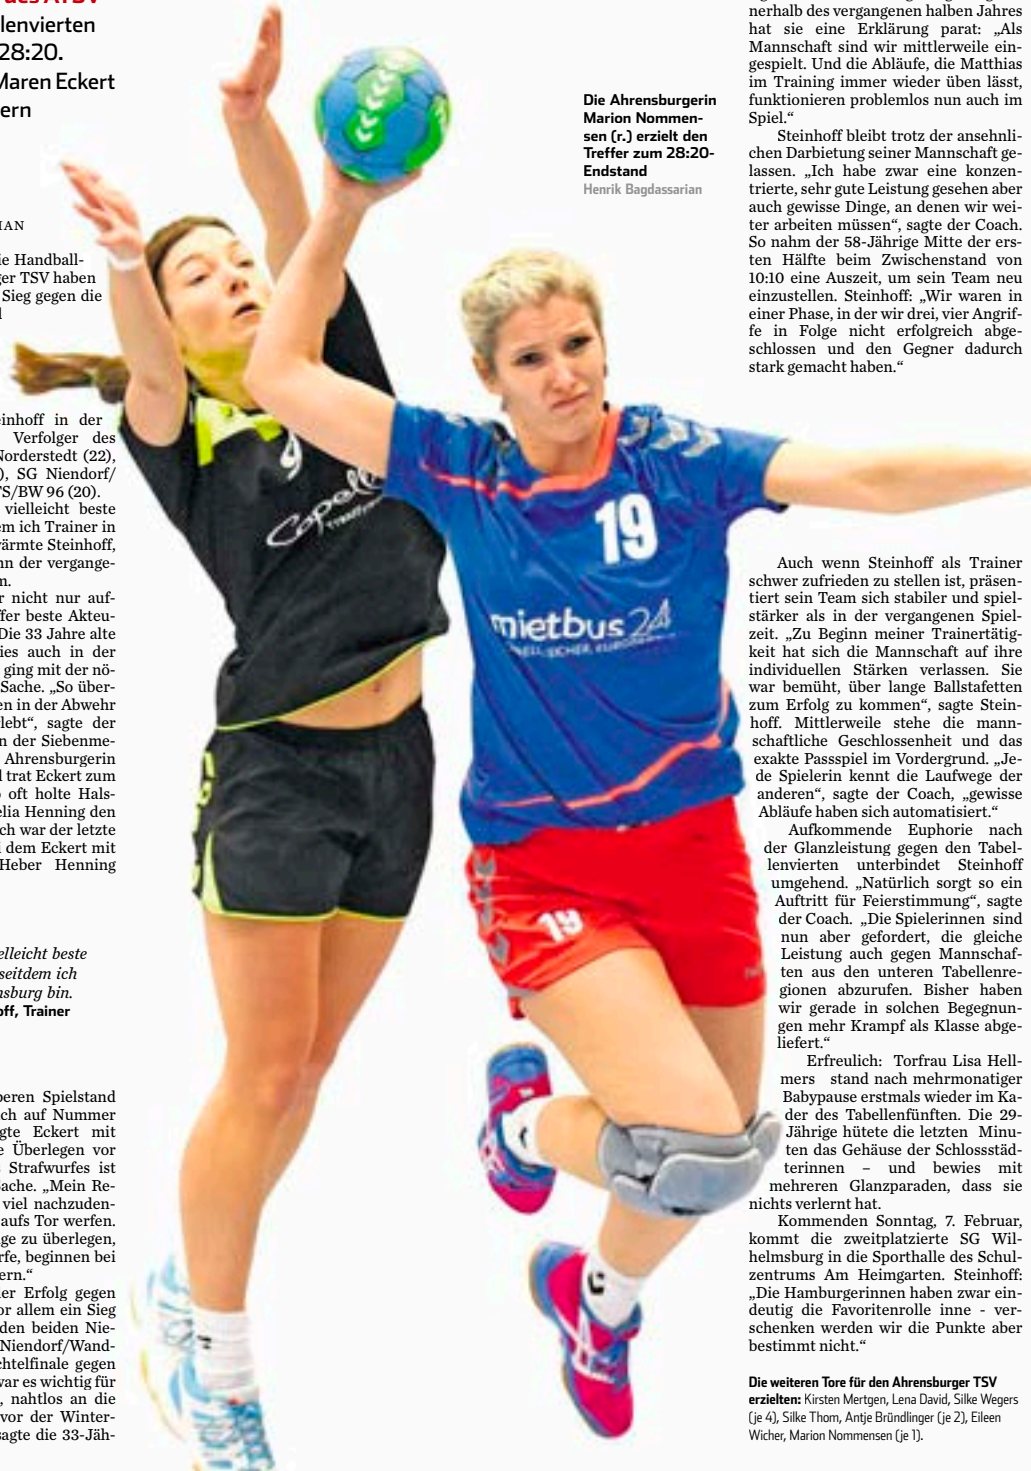 lenvierten
28:20.
Maren Eckert
ern
IAN
ie Handball-
ger TSV haben
Sieg gegen die
einhoff in der
Verfolger des
Norderstedt (22),
), SG Niendorf/
TS/BW 96 (20).
vielleicht beste
em ich Trainer in
ärmte Steinhoff,
nn der vergange-
m.
r nicht nur auf-
ffer beste Akteu-
Die 33 Jahre alte
ies auch in der
ging mit der nö-
Sache. „So über-
en in der Abwehr
lebt“, sagte der
n der Siebenme-
Ahrensburgerin
l trat Eckert zum
oft holte Hals-
elia Henning den
ch war der letzte
i dem Eckert mit
Heber Henning
elleicht beste
seitdem ich
nsburg bin.
off, Trainer
beren Spielstand
ch auf Nummer
gte Eckert mit
e Überlegen vor
Strafwurfes ist
Sache. „Mein Re-
viel nachzuden-
aufs Tor werfen.
ge zu überlegen,
rfe, beginnen bei
ern.“
er Erfolg gegen
or allem ein Sieg
den beiden Nie-
Niendorf/Wand-
chtelfinale gegen
war es wichtig für
, nahtlos an die
vor der Winter-
sagte die 33-Jäh-
Die Ahrensburgerin
Marion Nommen-
sen (r.) erzielt den
Treffer zum 28:20-
Endstand
Henrik Bagdassarian
9
Capelli
19
mietbus24
19
nerhalb des vergangenen halben Jahres
hat sie eine Erklärung parat: „Als
Mannschaft sind wir mittlerweile ein-
gespielt. Und die Abläufe, die Matthias
im Training immer wieder üben lässt,
funktionieren problemlos nun auch im
Spiel.“
Steinhoff bleibt trotz der ansehnli-
chen Darbietung seiner Mannschaft ge-
lassen. „Ich habe zwar eine konzen-
trierte, sehr gute Leistung gesehen aber
auch gewisse Dinge, an denen wir wei-
ter arbeiten müssen“, sagte der Coach.
So nahm der 58-Jährige Mitte der ers-
ten Hälfte beim Zwischenstand von
10:10 eine Auszeit, um sein Team neu
einzustellen. Steinhoff: „Wir waren in
einer Phase, in der wir drei, vier Angrif-
fe in Folge nicht erfolgreich abge-
schlossen und den Gegner dadurch
stark gemacht haben.“
Auch wenn Steinhoff als Trainer
schwer zufrieden zu stellen ist, präsen-
tiert sein Team sich stabiler und spiel-
stärker als in der vergangenen Spiel-
zeit. „Zu Beginn meiner Trainertätig-
keit hat sich die Mannschaft auf ihre
individuellen Stärken verlassen. Sie
war bemüht, über lange Ballstafetten
zum Erfolg zu kommen“, sagte Stein-
hoff. Mittlerweile stehe die mann-
schaftliche Geschlossenheit und das
exakte Passspiel im Vordergrund. „Je-
de Spielerin kennt die Laufwege der
anderen“, sagte der Coach, „gewisse
Abläufe haben sich automatisiert.“
Aufkommende Euphorie nach
der Glanzleistung gegen den Tabel-
lenvierten unterbindet Steinhoff
umgehend. „Natürlich sorgt so ein
Auftritt für Feierstimmung“, sagte
der Coach. „Die Spielerinnen sind
nun aber gefordert, die gleiche
Leistung auch gegen Mannschaf-
ten aus den unteren Tabellenre-
gionen abzurufen. Bisher haben
wir gerade in solchen Begegnun-
gen mehr Krampf als Klasse abge-
liefert.“
Erfreulich: Torfrau Lisa Hell-
mers stand nach mehrmonatiger
Babypause erstmals wieder im Ka-
der des Tabellenfünften. Die 29-
Jährige hütete die letzten Minu-
ten das Gehäuse der Schlossstäd-
terinnen – und bewies mit
mehreren Glanzparaden, dass sie
nichts verlernt hat.
Kommenden Sonntag, 7. Februar,
kommt die zweitplatzierte SG Wil-
helmsburg in die Sporthalle des Schul-
zentrums Am Heimgarten. Steinhoff:
„Die Hamburgerinnen haben zwar ein-
deutig die Favoritenrolle inne - ver-
schenken werden wir die Punkte aber
bestimmt nicht.“
Die weiteren Tore für den Ahrensburger TSV
erzielten: Kirsten Mertgen, Lena David, Silke Wegers
(je 4), Silke Thom, Antje Bründlinger (je 2), Eileen
Wicher, Marion Nommensen (je 1).